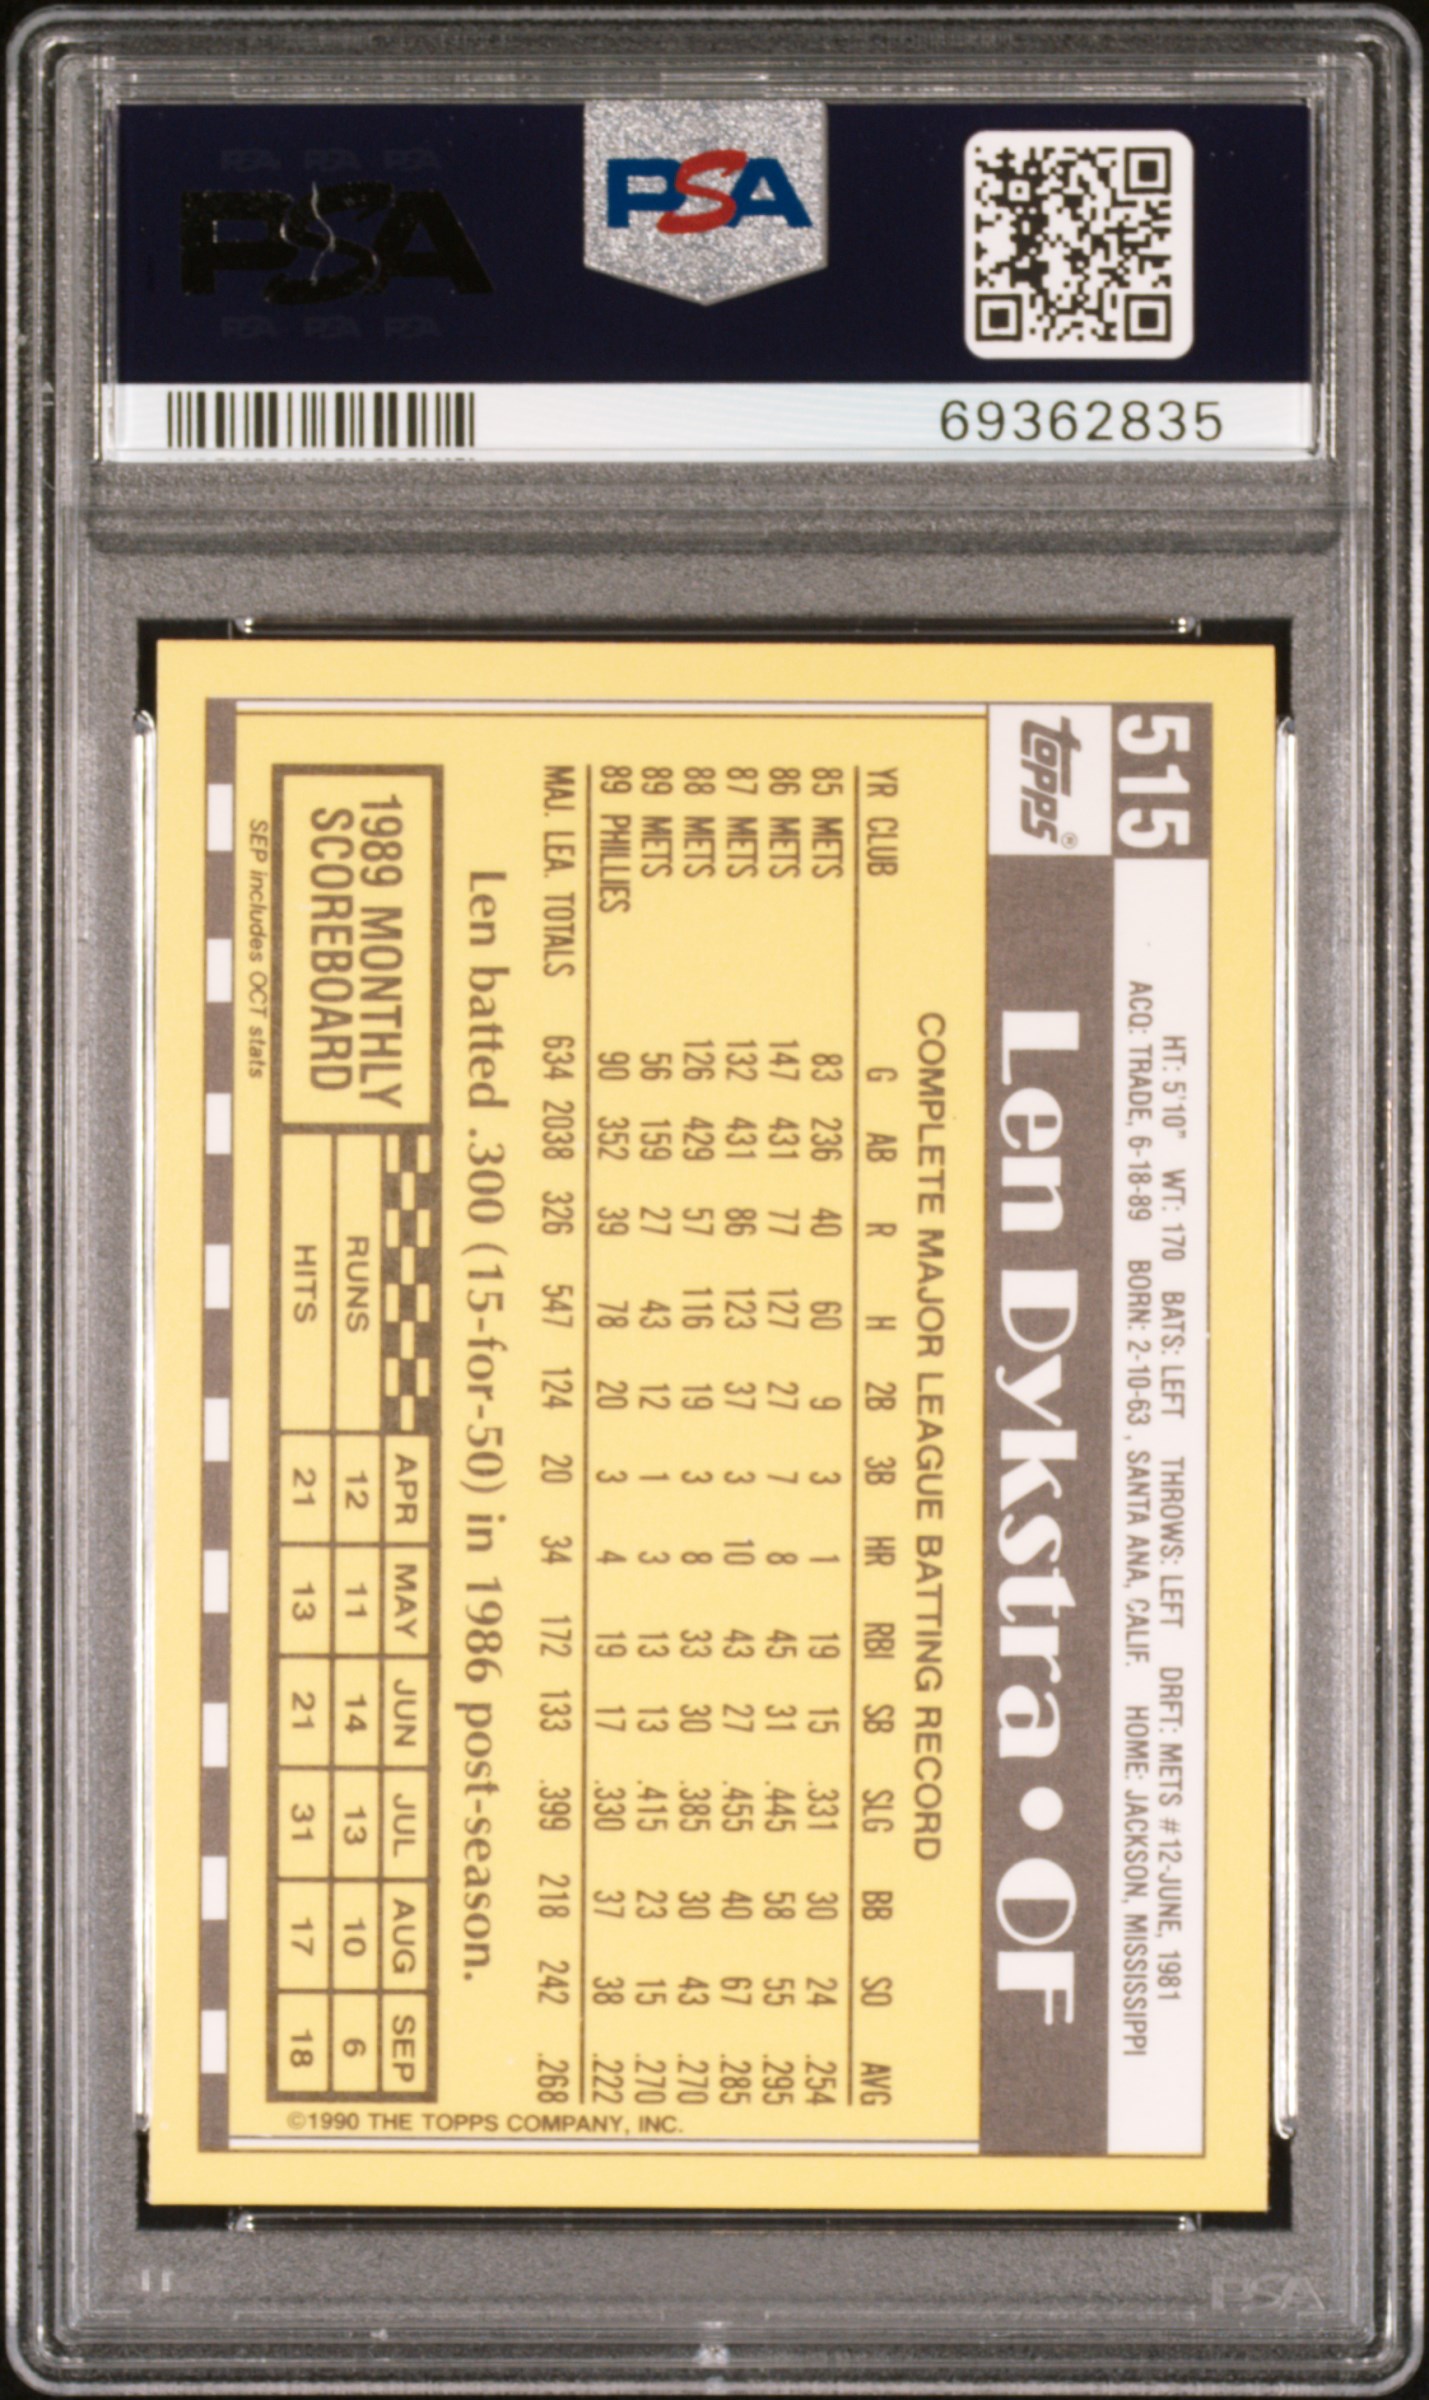 PSA PSA PSA
PSA
PSA PSA PSA
PSA
69362835
515
HT: 5'10" WT: 170 BATS: LEFT THROWS: LEFT DRFT: METS #12-JUNE, 1981
ACQ: TRADE, 6-18-89 BORN: 2-10-63, SANTA ANA, CALIF. HOME: JACKSON, MISSISSIPPI
topps®
Len Dykstra • OF
COMPLETE MAJOR LEAGUE BATTING RECORD
YR CLUB G AB R H 2B 3B HR RBI SB SLG BB SO AVG
85 METS 83 236 40 60 9 3 1 19 15 .331 30 24 .254
86 METS 147 431 77 127 27 7 8 45 31 .445 58 55 .295
87 METS 132 431 86 123 37 3 10 43 27 .455 40 67 .285
88 METS 126 429 57 116 19 3 8 33 30 .385 30 43 .270
89 METS 56 159 27 43 12 1 3 13 13 .415 23 15 .270
89 PHILLIES 90 352 39 78 20 3 4 19 17 .330 37 38 .222
MAJ. LEA. TOTALS 634 2038 326 547 124 20 34 172 133 .399 218 242 .268
Len batted .300 (15-for-50) in 1986 post-season.
1989 MONTHLY
SCOREBOARD
APR MAY JUN JUL AUG SEP
RUNS 12 11 14 13 10 6
HITS 21 13 21 31 17 18
SEP includes OCT stats
©1990 THE TOPPS COMPANY, INC.
PSA